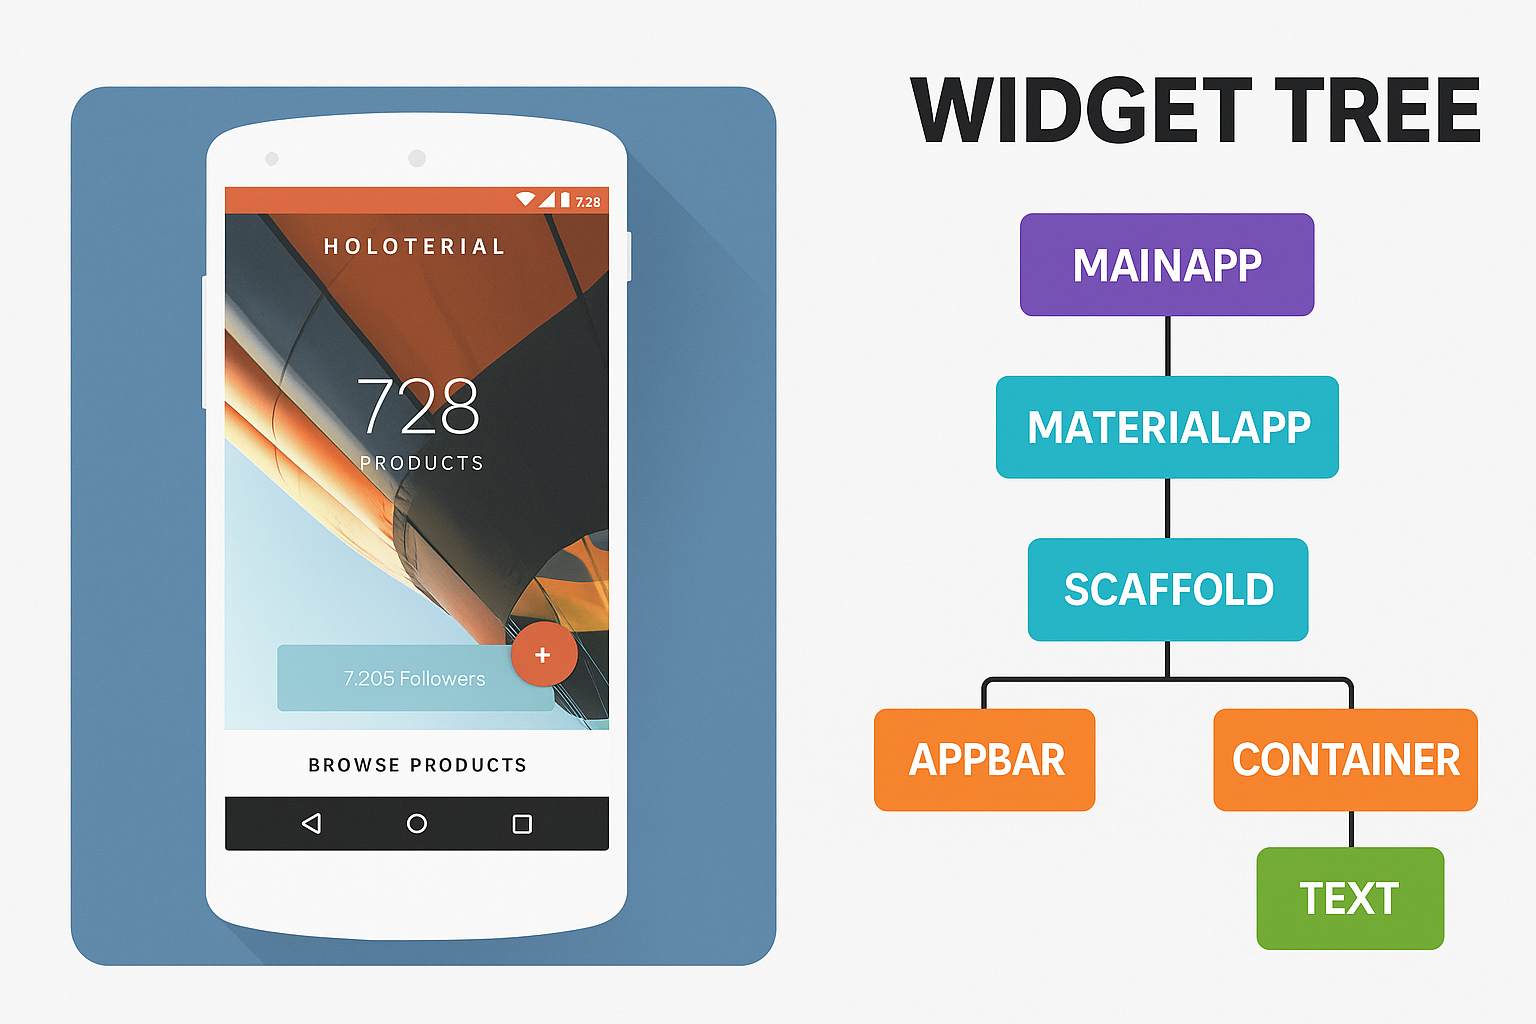 7.28
HOLOTERIAL
728
PRODUCTS
7.205 Followers
+
BROWSE PRODUCTS
WIDGET TREE
MAINAPP
MATERIALAPP
SCAFFOLD
APPBAR
CONTAINER
TEXT